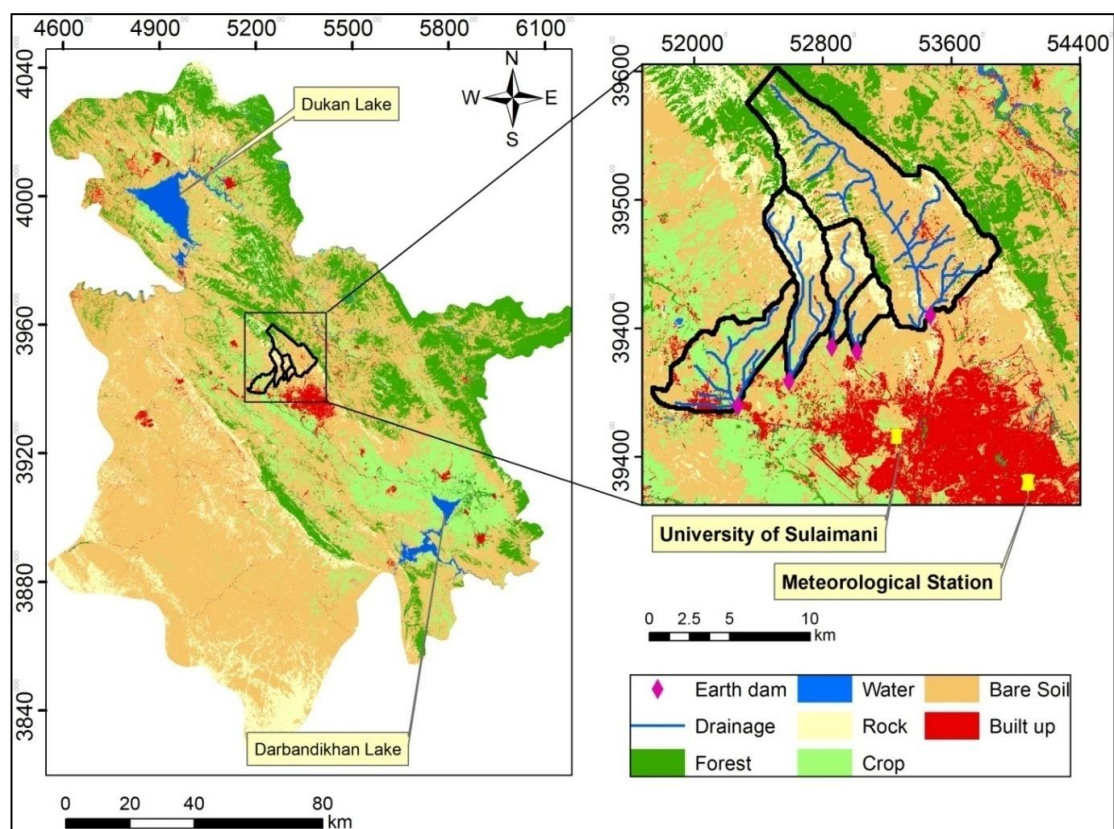 4600 4900 5200 5500 5800 6100
4040
4000
3960
3920
3880
3840
N
W E
S
Dukan Lake
Darbandikhan Lake
0 20 40 80
km
52000 52800 53600 54400
39600
39500
39400
39400
University of Sulaimani
Meteorological Station
0 2.5 5 10
km
Earth dam Water Bare Soil
Drainage Rock Built up
Forest Crop